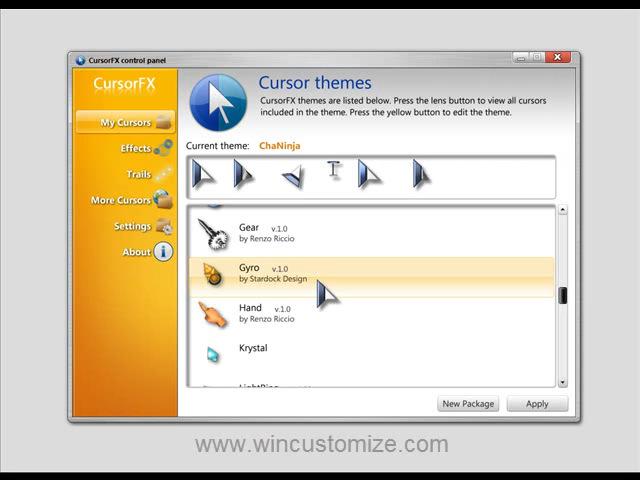 CursorFX control panel
CursorFX
My Cursors
Effects
Trails
More Cursors
Settings
About
Cursor themes
CursorFX themes are listed below. Press the lens button to view all cursors
included in the theme. Press the yellow button to edit the theme.
Current theme: ChaNinja
Gear v.1.0
by Renzo Riccio
Gyro v.1.0
by Stardock Design
Hand v.1.0
by Renzo Riccio
Krystal
New Package
Apply
www.wincustomize.com